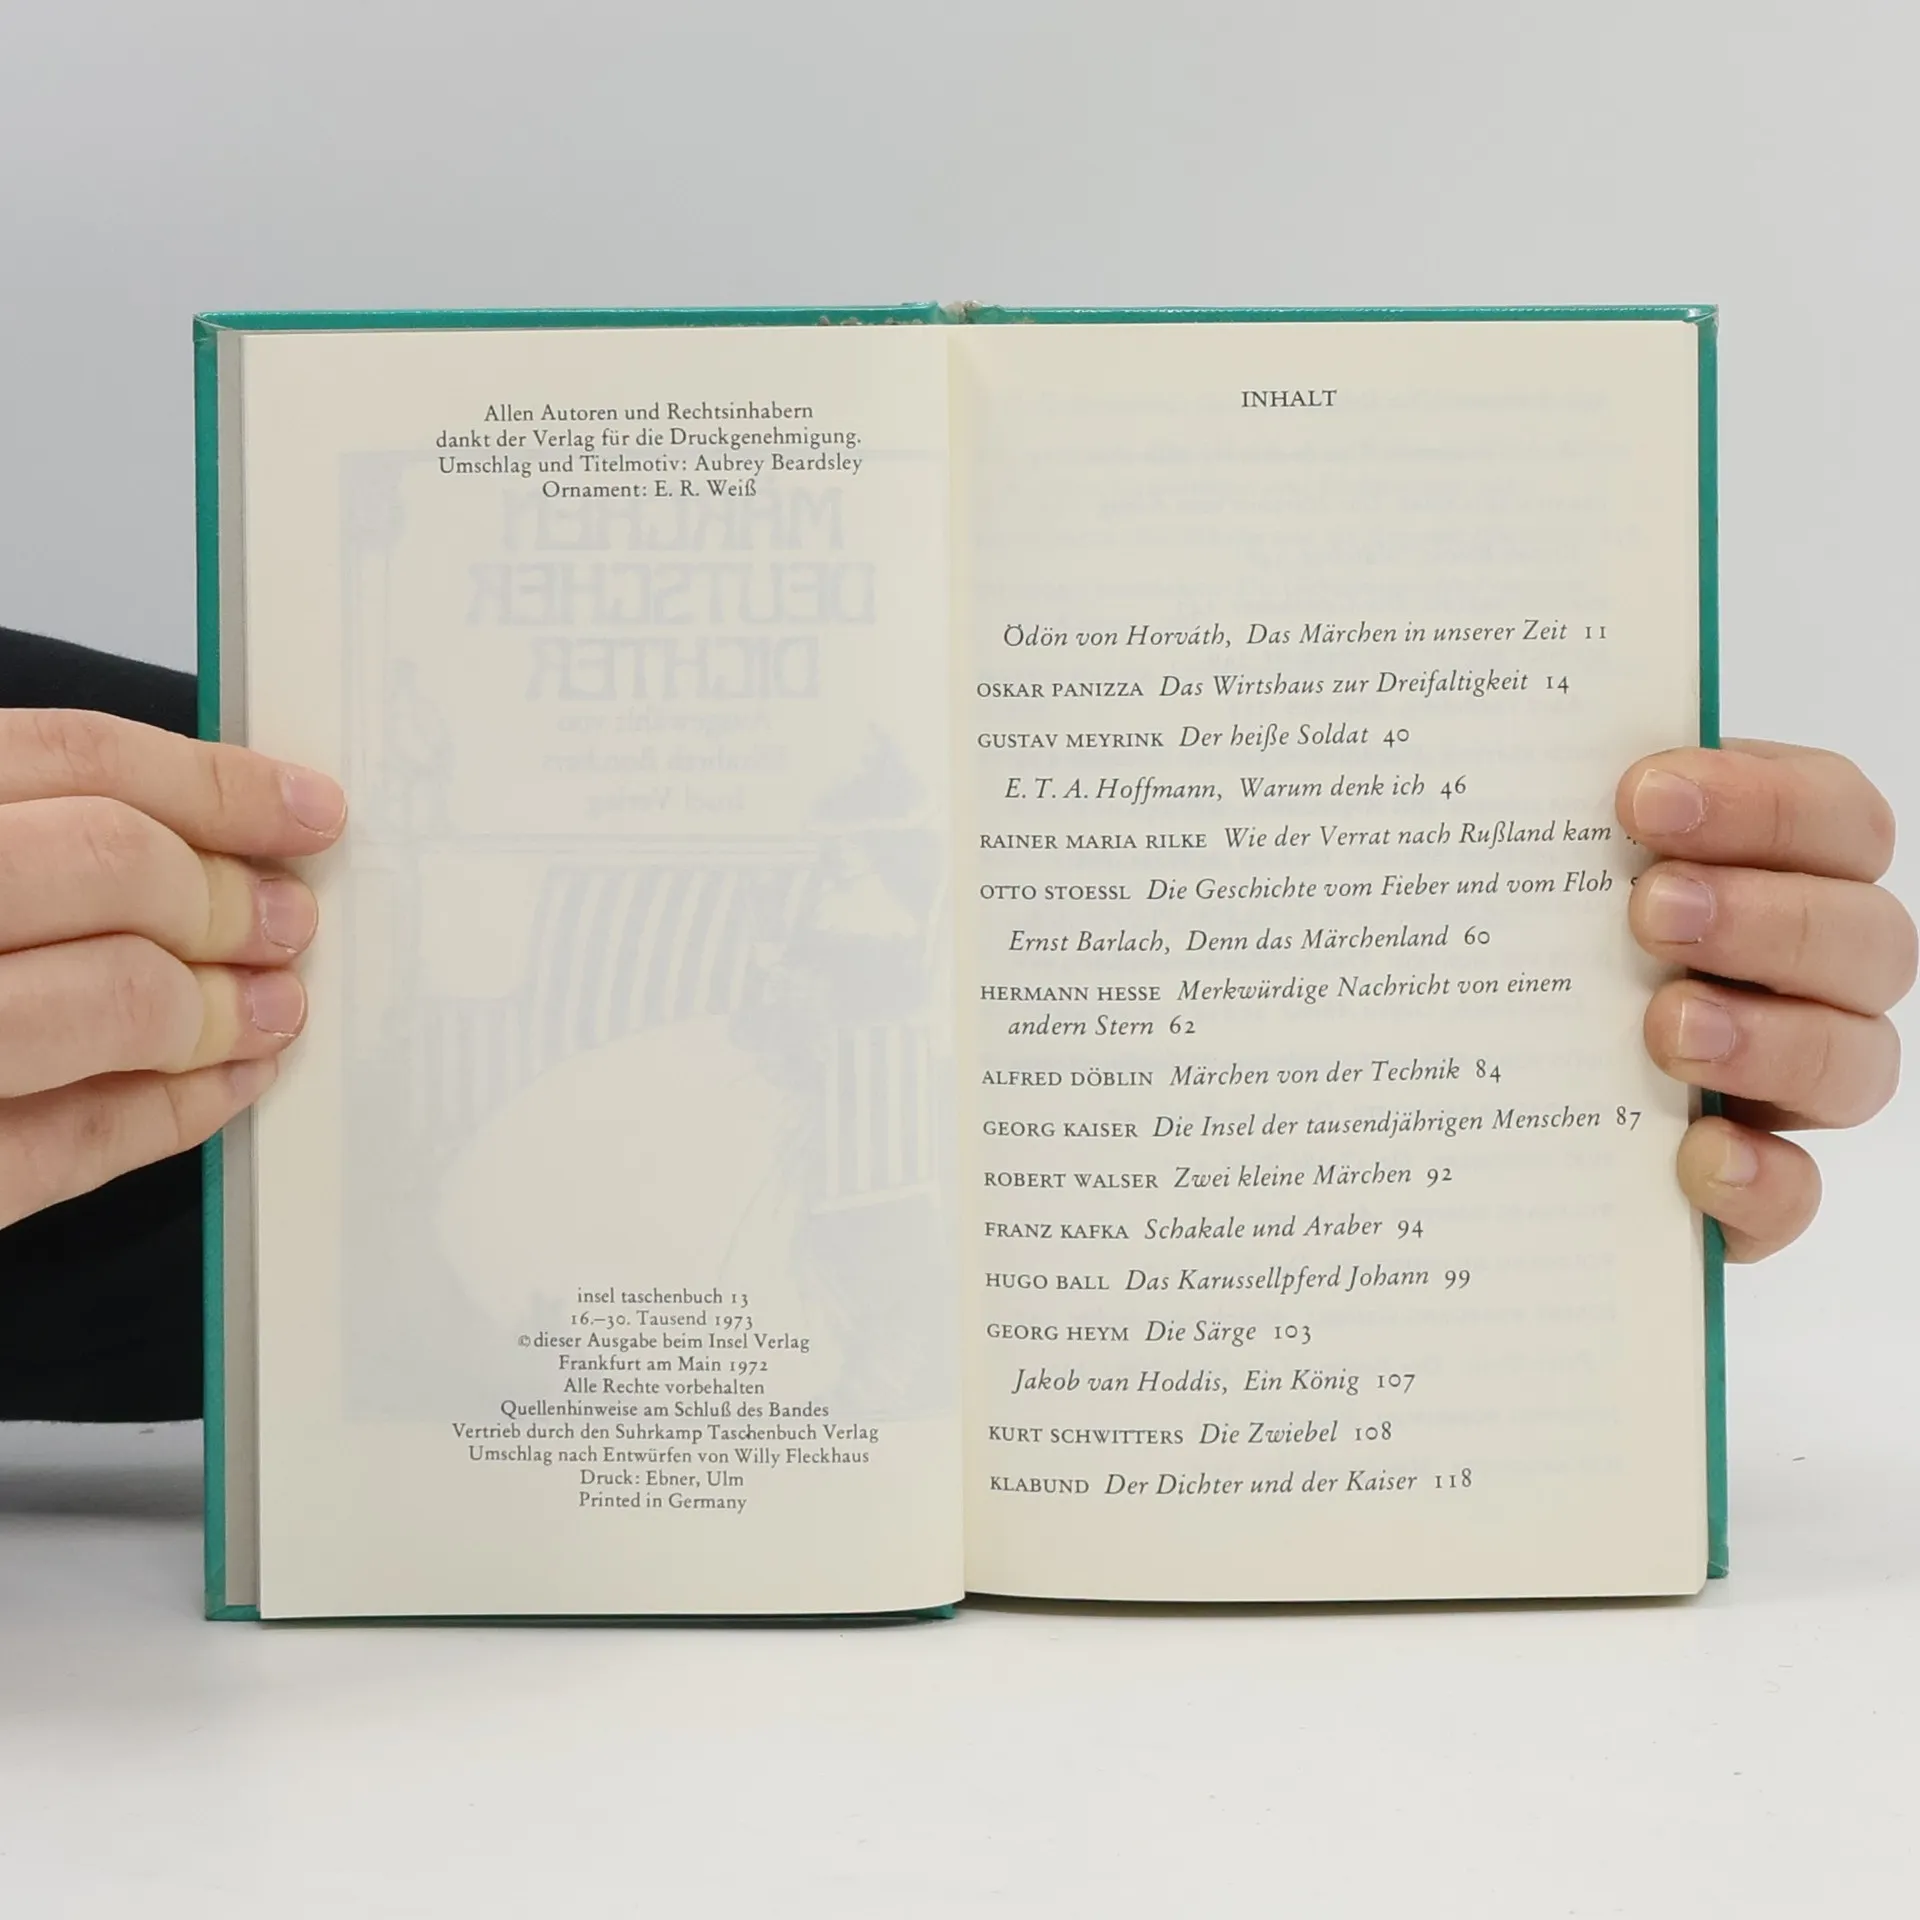 Allen Autoren und Rechtsinhabern
dankt der Verlag für die Druckgenehmigung.
Umschlag und Titelmotiv: Aubrey Beardsley
Ornament: E. R. Weiß
MÄRCHEN
DEUTSCHER
DICHTER
Insel Verlag
insel taschenbuch 13
16.–30. Tausend 1973
© dieser Ausgabe beim Insel Verlag
Frankfurt am Main 1972
Alle Rechte vorbehalten
Quellenhinweise am Schluß des Bandes
Vertrieb durch den Suhrkamp Taschenbuch Verlag
Umschlag nach Entwürfen von Willy Fleckhaus
Druck: Ebner, Ulm
Printed in Germany
INHALT
Ödön von Horváth, Das Märchen in unserer Zeit 11
OSKAR PANIZZA Das Wirtshaus zur Dreifaltigkeit 14
GUSTAV MEYRINK Der heiße Soldat 40
E. T. A. Hoffmann, Warum denk ich 46
RAINER MARIA RILKE Wie der Verrat nach Rußland kam
OTTO STOESSL Die Geschichte vom Fieber und vom Floh
Ernst Barlach, Denn das Märchenland 60
HERMANN HESSE Merkwürdige Nachricht von einem
andern Stern 62
ALFRED DÖBLIN Märchen von der Technik 84
GEORG KAISER Die Insel der tausendjährigen Menschen 87
ROBERT WALSER Zwei kleine Märchen 92
FRANZ KAFKA Schakale und Araber 94
HUGO BALL Das Karussellpferd Johann 99
GEORG HEYM Die Särge 103
Jakob van Hoddis, Ein König 107
KURT SCHWITTERS Die Zwiebel 108
KLABUND Der Dichter und der Kaiser 118